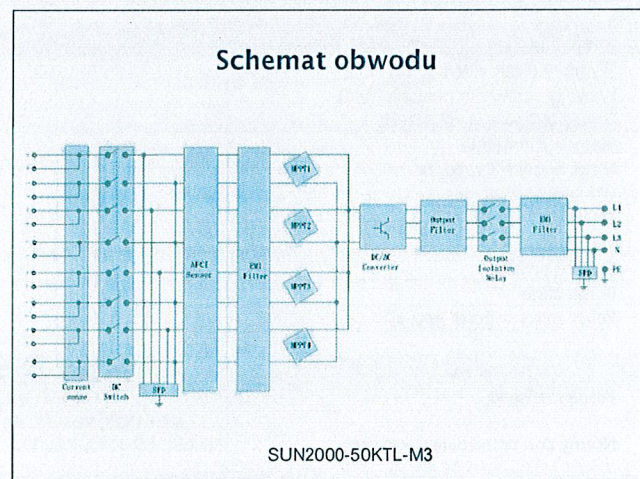 Schemat obwodu
MPPT1
MPPT2
MPPT3
MPPT4
AFCI
Sensor
EMI
Filter
DC/AC
Converter
Output
Filter
Output
Isolation
Relay
EMI
Filter
L1
L2
L3
N
PE
SPD
Current
sense
DC
Switch
SPD
SUN2000-50KTL-M3